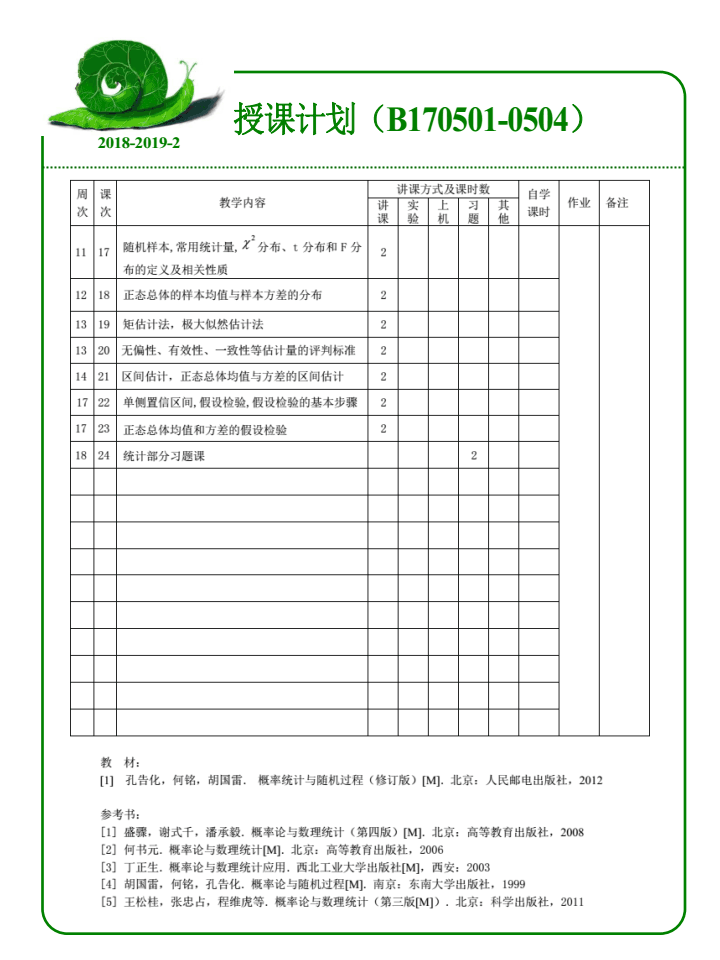 授课计划（B170501-0504）
2018-2019-2
周次 课次 教学内容 讲课方式及课时数 自学课时 作业 备注
讲课 实验 上机 习题 其他
11 17 随机样本,常用统计量, χ² 分布、t 分布和 F 分
布的定义及相关性质 2
12 18 正态总体的样本均值与样本方差的分布 2
13 19 矩估计法，极大似然估计法 2
13 20 无偏性、有效性、一致性等估计量的评判标准 2
14 21 区间估计，正态总体均值与方差的区间估计 2
17 22 单侧置信区间,假设检验,假设检验的基本步骤 2
17 23 正态总体均值和方差的假设检验 2
18 24 统计部分习题课 2
教 材:
[1] 孔告化，何铭，胡国雷. 概率统计与随机过程（修订版）[M]. 北京：人民邮电出版社，2012
参考书:
[1] 盛骤，谢式千，潘承毅. 概率论与数理统计（第四版）[M]. 北京：高等教育出版社，2008
[2] 何书元. 概率论与数理统计[M]. 北京：高等教育出版社，2006
[3] 丁正生. 概率论与数理统计应用. 西北工业大学出版社[M]，西安：2003
[4] 胡国雷，何铭，孔告化. 概率论与随机过程[M]. 南京：东南大学出版社，1999
[5] 王松桂，张忠占，程维虎等. 概率论与数理统计（第三版[M]）. 北京：科学出版社，2011